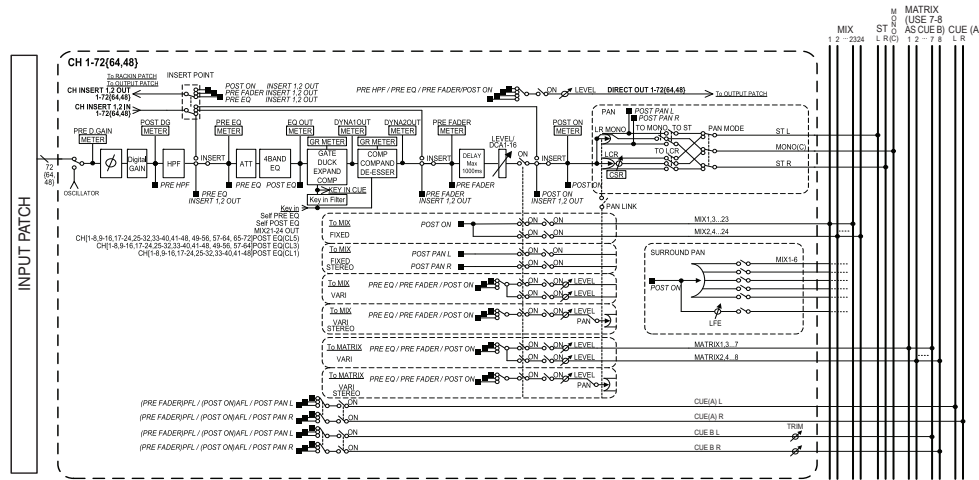 MIX
1 2 ··· 2324
ST
L R
MONO
(C)
MATRIX
(USE 7-8
AS CUE B)
1 2 ··· 7 8
CUE (A
L R
INPUT PATCH
CH 1-72{64,48}
To RACKIN PATCH
To OUTPUT PATCH
CH INSERT 1,2 OUT
1-72{64,48}
CH INSERT 1,2 IN
1-72{64,48}
INSERT POINT
POST ON INSERT 1,2 OUT
PRE FADER INSERT 1,2 OUT
PRE EQ INSERT 1,2 OUT
PRE HPF / PRE EQ / PRE FADER/POST ON
ON
LEVEL
DIRECT OUT 1-72{64,48}
To OUTPUT PATCH
PRE D.GAIN
METER
POST DG
METER
PRE EQ
METER
EQ OUT
METER
DYNA1OUT
METER
DYNA2OUT
METER
PRE FADER
METER
POST ON
METER
GR METER
GR METER
72
{64,
48}
OSCILLATOR
Ø
Digital
GAIN
HPF
INSERT
ATT
4BAND
EQ
GATE
DUCK
EXPAND
COMP
COMP
COMPAND
DE-ESSER
INSERT
DELAY
Max
1000ms
LEVEL/
DCA1-16
ON
INSERT
PRE HPF
PRE EQ
INSERT 1,2 OUT
PRE EQ
POST EQ
KEY IN CUE
Key in Filter
PRE FADER
INSERT 1,2 OUT
PRE FADER
POST ON
INSERT 1,2 OUT
POST ON
PAN
POST PAN L
POST PAN R
LR MONO
TO MONO
TO ST
PAN MODE
LCR
TO LCR
CSR
PAN LINK
ST L
MONO(C)
ST R
Key in
Self PRE EQ
Self POST EQ
MIX21-24 OUT
CH[1-8,9-16,17-24,25-32,33-40,41-48, 49-56, 57-64, 65-72]POST EQ(CL5)
CH[1-8,9-16,17-24,25-32,33-40,41-48, 49-56, 57-64]POST EQ(CL3)
CH[1-8,9-16,17-24,25-32,33-40,41-48]POST EQ(CL1)
To MIX
FIXED
POST ON
ON
ON
ON
ON
MIX1,3...23
MIX2,4...24
To MIX
FIXED
STEREO
POST PAN L
POST PAN R
ON
ON
ON
ON
To MIX
VARI
PRE EQ / PRE FADER / POST ON
ON
ON
LEVEL
ON
ON
LEVEL
To MIX
VARI
STEREO
PRE EQ / PRE FADER / POST ON
ON
ON
LEVEL
PAN
SURROUND PAN
POST ON
LFE
MIX1-6
To MATRIX
VARI
PRE EQ / PRE FADER / POST ON
ON
ON
LEVEL
ON
ON
LEVEL
MATRIX1,3...7
MATRIX2,4...8
To MATRIX
VARI
STEREO
PRE EQ / PRE FADER / POST ON
ON
ON
LEVEL
PAN
(PRE FADER)PFL / (POST ON)AFL / POST PAN L
ON
CUE(A) L
(PRE FADER)PFL / (POST ON)AFL / POST PAN R
ON
CUE(A) R
(PRE FADER)PFL / (POST ON)AFL / POST PAN L
ON
CUE B L
TRIM
(PRE FADER)PFL / (POST ON)AFL / POST PAN R
ON
CUE B R